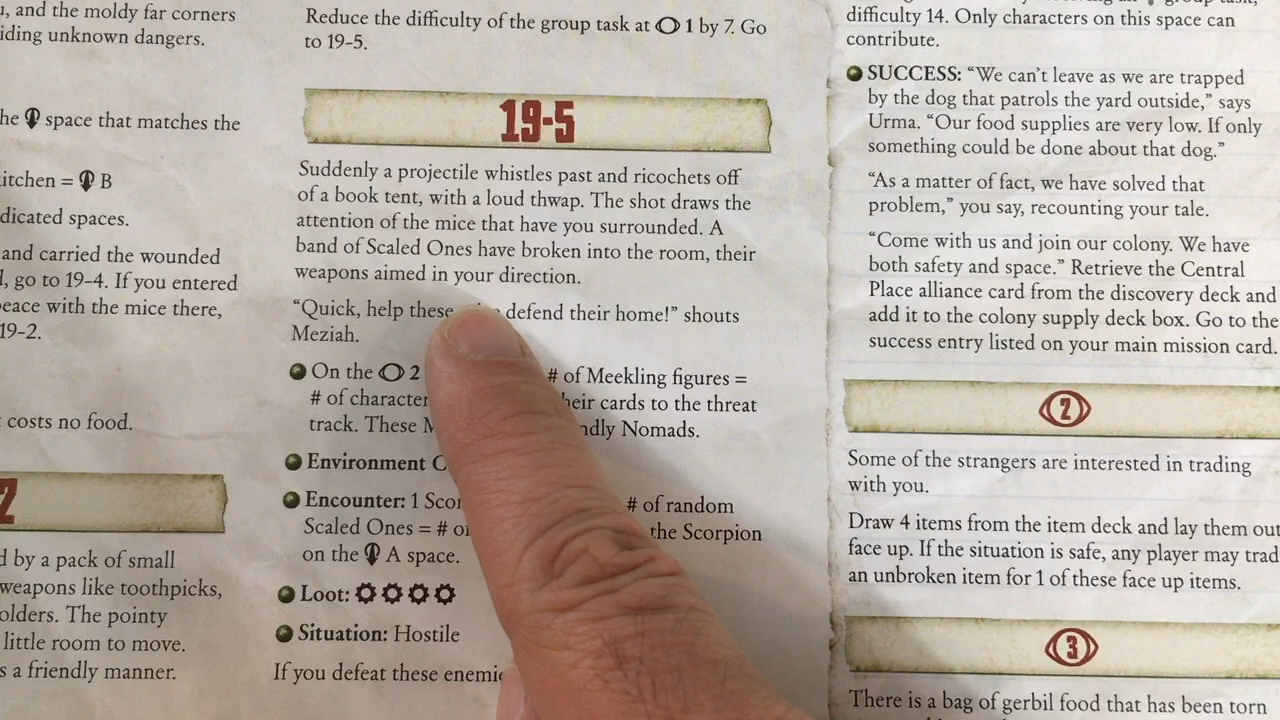 , and the moldy far corners
iding unknown dangers.
he space that matches the
itchen = B
dicated spaces.
and carried the wounded
, go to 19-4. If you entered
eace with the mice there,
19-2.
costs no food.
2
d by a pack of small
weapons like toothpicks,
olders. The pointy
little room to move.
s a friendly manner.
Reduce the difficulty of the group task at 1 by 7. Go
to 19-5.
19-5
Suddenly a projectile whistles past and ricochets off
of a book tent, with a loud thwap. The shot draws the
attention of the mice that have you surrounded. A
band of Scaled Ones have broken into the room, their
weapons aimed in your direction.
“Quick, help these defend their home!” shouts
Meziah.
On the 2 # of Meekling figures =
# of character heir cards to the threat
track. These M ndly Nomads.
Environment C
Encounter: 1 Scor # of random
Scaled Ones = # o the Scorpion
on the A space.
Loot:
Situation: Hostile
If you defeat these enemi
group task,
difficulty 14. Only characters on this space can
contribute.
SUCCESS: “We can’t leave as we are trapped
by the dog that patrols the yard outside,” says
Urma. “Our food supplies are very low. If only
something could be done about that dog.”
“As a matter of fact, we have solved that
problem,” you say, recounting your tale.
“Come with us and join our colony. We have
both safety and space.” Retrieve the Central
Place alliance card from the discovery deck and
add it to the colony supply deck box. Go to the
success entry listed on your main mission card.
2
Some of the strangers are interested in trading
with you.
Draw 4 items from the item deck and lay them out
face up. If the situation is safe, any player may trad
an unbroken item for 1 of these face up items.
3
There is a bag of gerbil food that has been torn